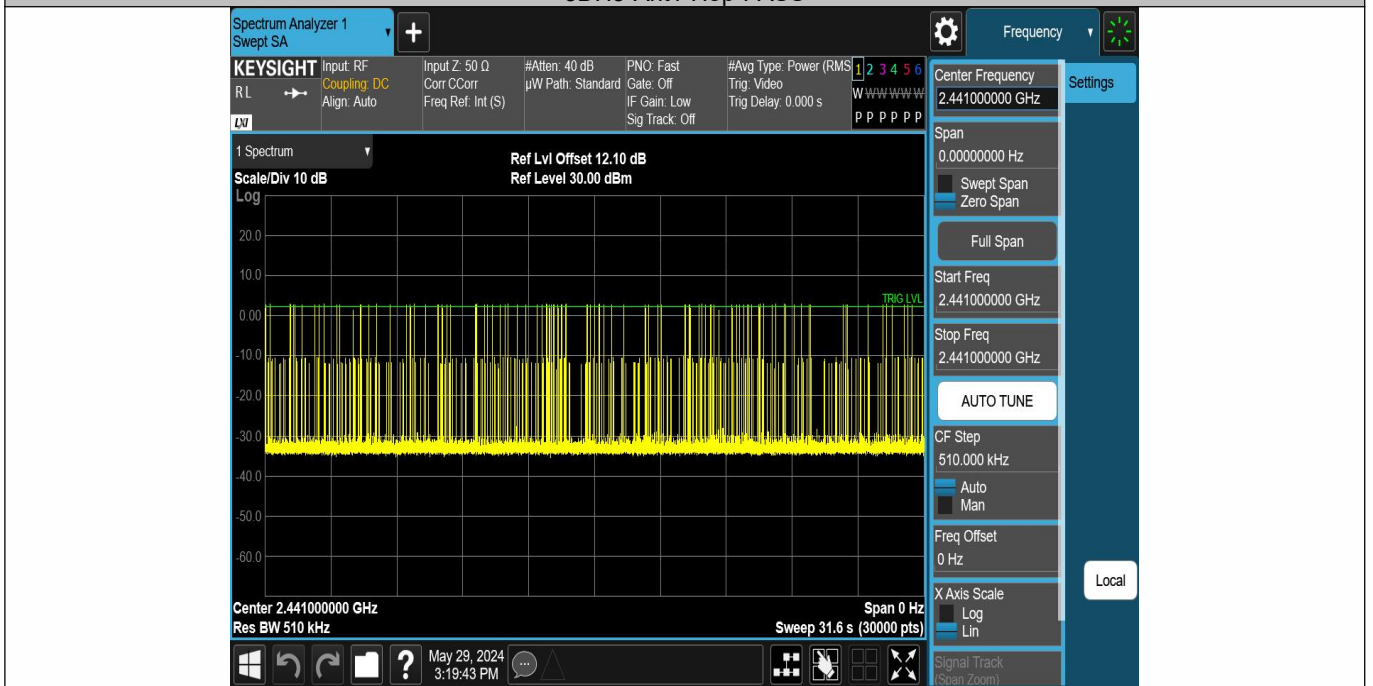 Spectrum Analyzer 1
Swept SA
+
Frequency
KEYSIGHT
RL
LXI
Input: RF
Coupling: DC
Align: Auto
Input Z: 50 Ω
Corr CCorr
Freq Ref: Int (S)
#Atten: 40 dB
µW Path: Standard
PNO: Fast
Gate: Off
IF Gain: Low
Sig Track: Off
#Avg Type: Power (RMS
Trig: Video
Trig Delay: 0.000 s
1 2 3 4 5 6
W W W W W W
P P P P P P
1 Spectrum
Scale/Div 10 dB
Ref Lvl Offset 12.10 dB
Ref Level 30.00 dBm
Log
20.0
10.0
0.00
-10.0
-20.0
-30.0
-40.0
-50.0
-60.0
TRIG LVL
Center 2.441000000 GHz
Span 0 Hz
Res BW 510 kHz
Sweep 31.6 s (30000 pts)
?
May 29, 2024
3:19:43 PM
Center Frequency
2.441000000 GHz
Settings
Span
0.00000000 Hz
Swept Span
Zero Span
Full Span
Start Freq
2.441000000 GHz
Stop Freq
2.441000000 GHz
AUTO TUNE
CF Step
510.000 kHz
Auto
Man
Freq Offset
0 Hz
Local
X Axis Scale
Log
Lin
Signal Track
(Span Zoom)